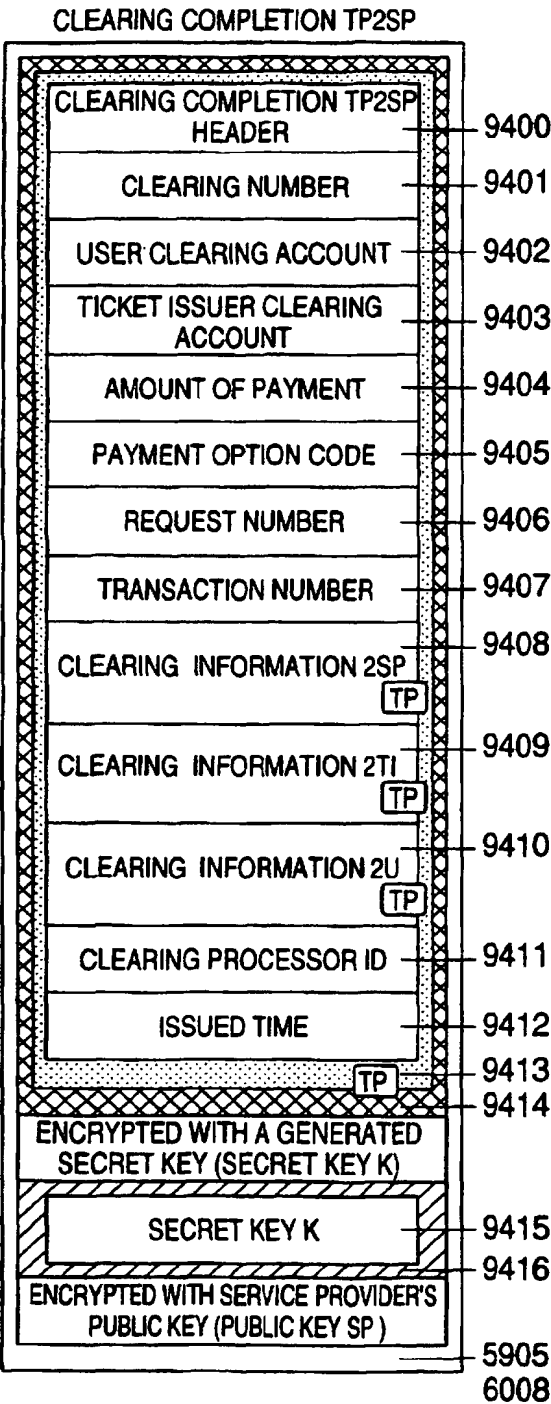 CLEARING COMPLETION TP2SP
CLEARING COMPLETION TP2SP
HEADER
9400
CLEARING NUMBER
9401
USER CLEARING ACCOUNT
9402
TICKET ISSUER CLEARING
ACCOUNT
9403
AMOUNT OF PAYMENT
9404
PAYMENT OPTION CODE
9405
REQUEST NUMBER
9406
TRANSACTION NUMBER
9407
CLEARING INFORMATION 2SP
9408
TP
CLEARING INFORMATION 2TI
9409
TP
CLEARING INFORMATION 2U
9410
TP
CLEARING PROCESSOR ID
9411
ISSUED TIME
9412
TP
9413
9414
ENCRYPTED WITH A GENERATED
SECRET KEY (SECRET KEY K)
SECRET KEY K
9415
9416
ENCRYPTED WITH SERVICE PROVIDER'S
PUBLIC KEY (PUBLIC KEY SP )
5905
6008